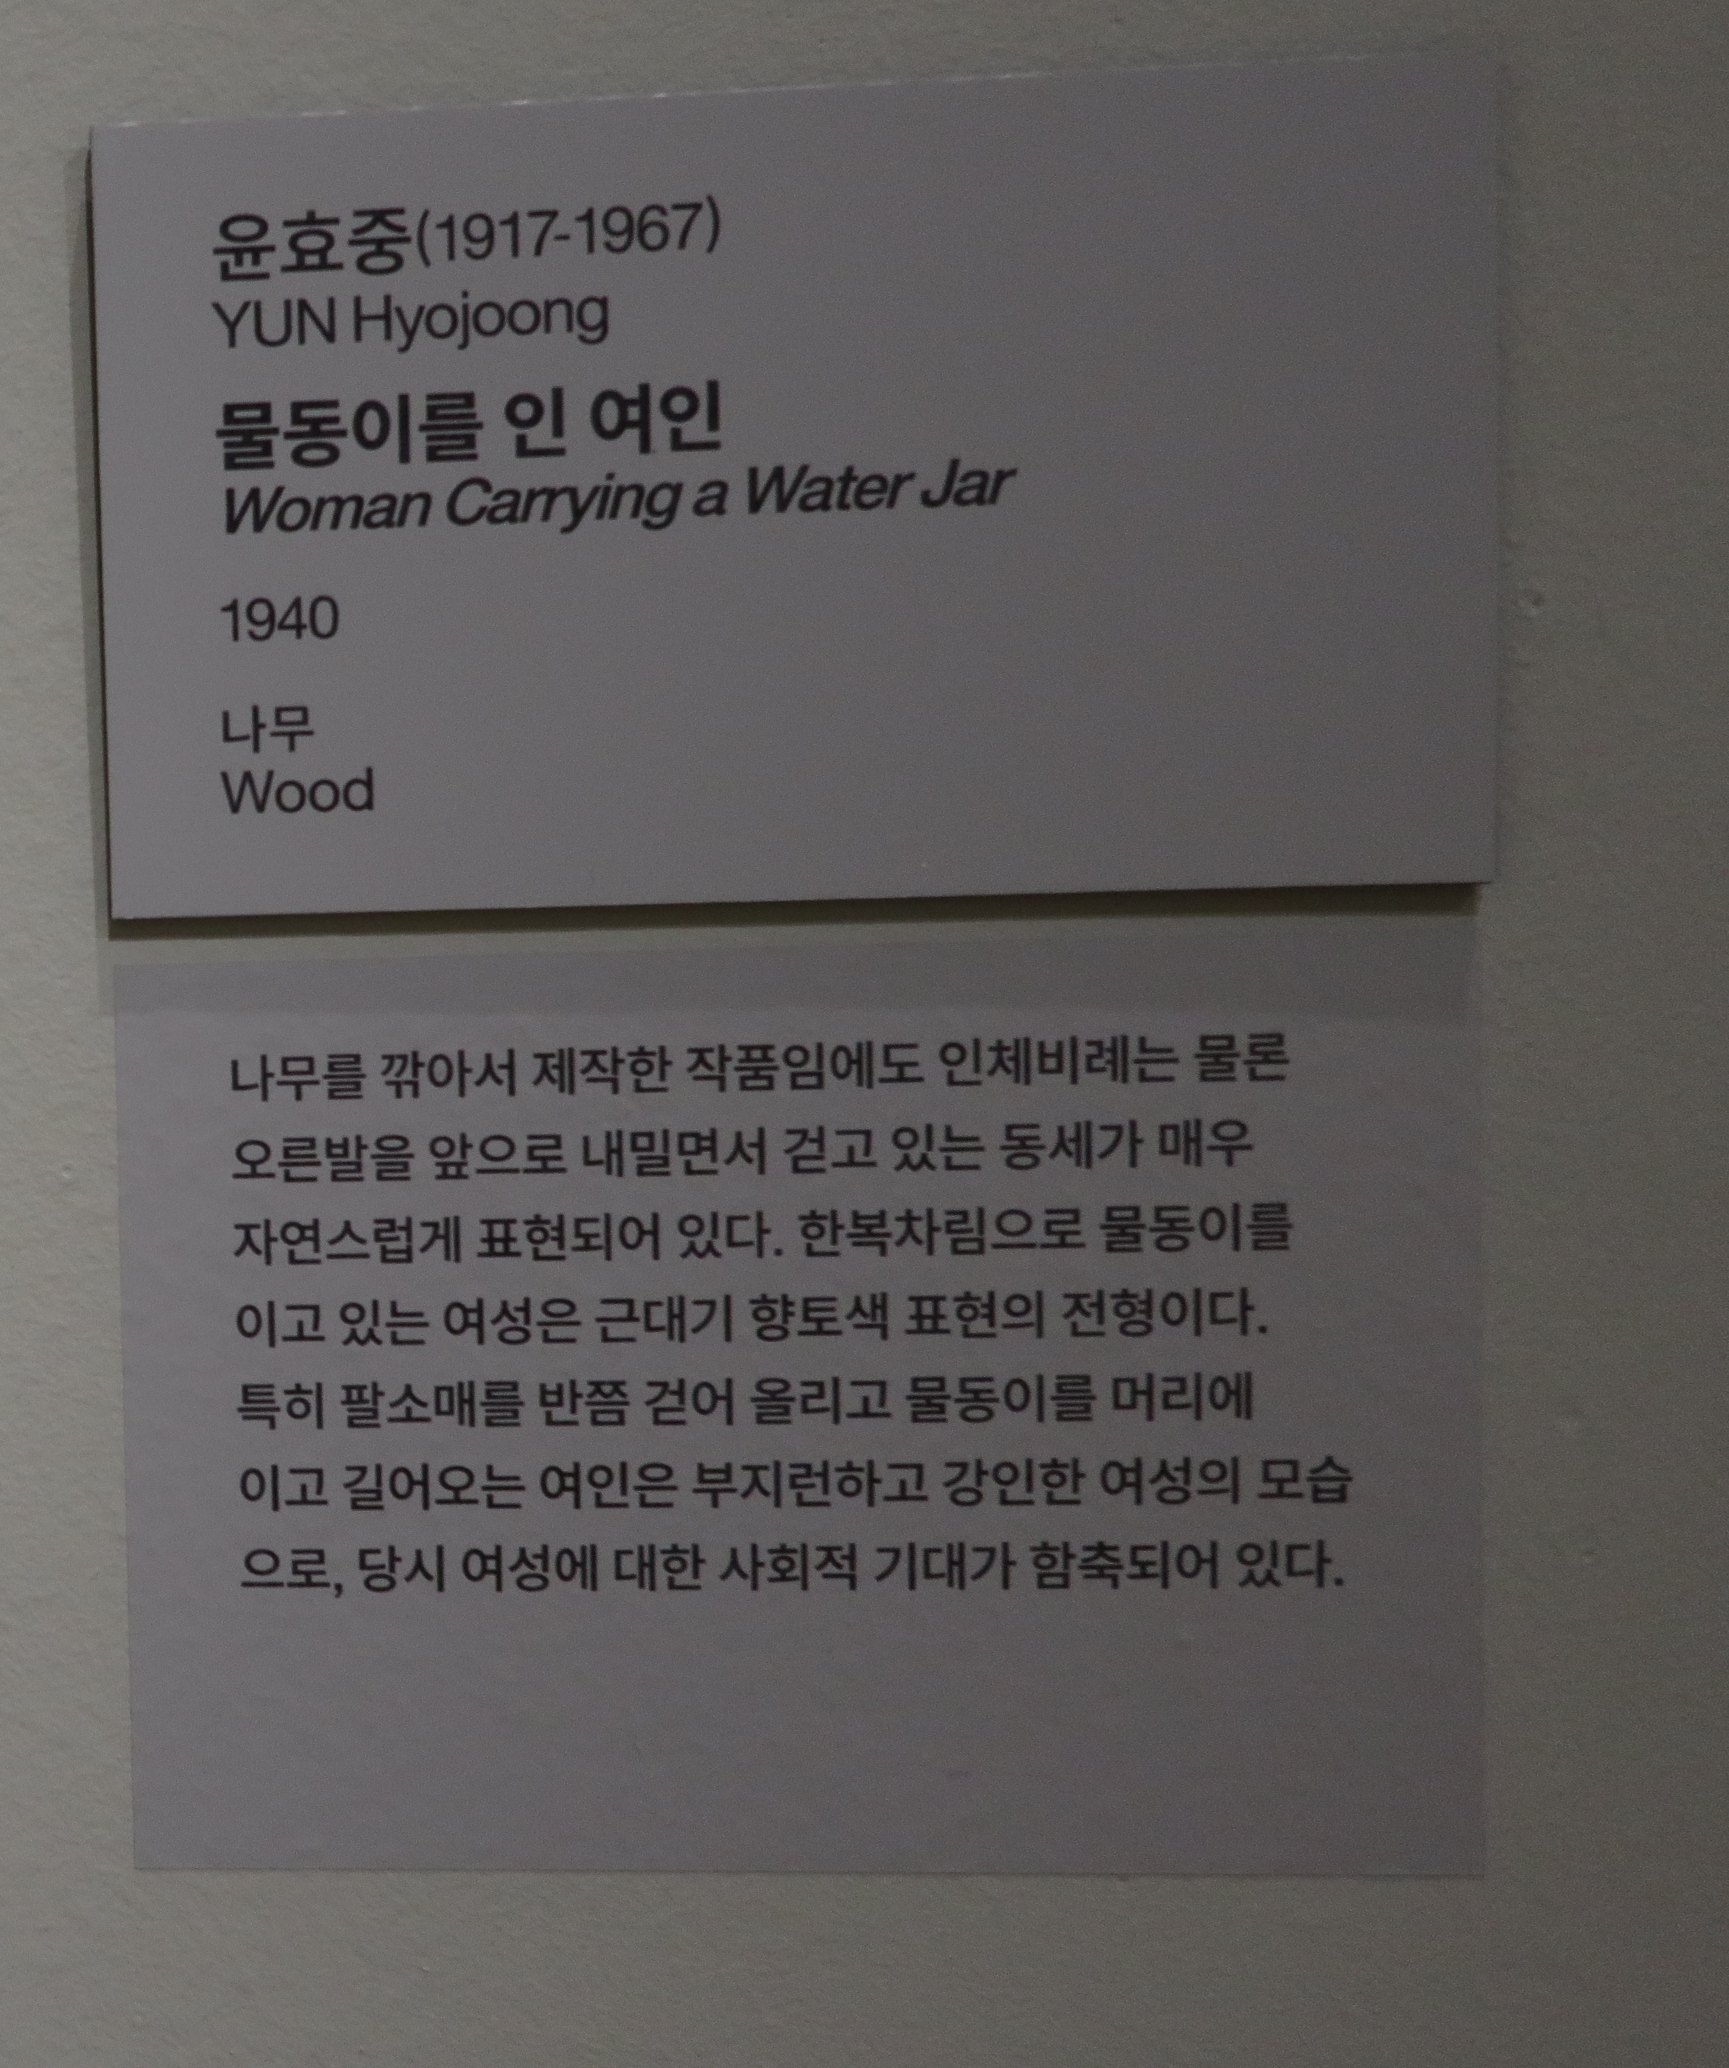 윤효중(1917-1967)
YUN Hyojoong
물동이를 인 여인
Woman Carrying a Water Jar
1940
나무
Wood
나무를 깎아서 제작한 작품임에도 인체비례는 물론
오른발을 앞으로 내밀면서 걷고 있는 동세가 매우
자연스럽게 표현되어 있다. 한복차림으로 물동이를
이고 있는 여성은 근대기 향토색 표현의 전형이다.
특히 팔소매를 반쯤 걷어 올리고 물동이를 머리에
이고 길어오는 여인은 부지런하고 강인한 여성의 모습
으로, 당시 여성에 대한 사회적 기대가 함축되어 있다.